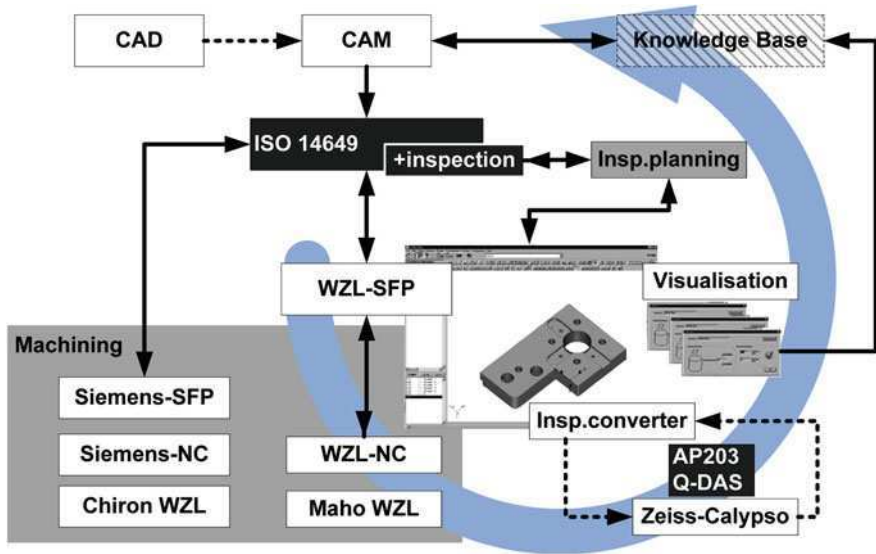 CAD
CAM
Knowledge Base
ISO 14649
+inspection
Insp.planning
WZL-SFP
Visualisation
Machining
Siemens-SFP
Insp.converter
Siemens-NC
WZL-NC
AP203
Q-DAS
Chiron WZL
Maho WZL
Zeiss-Calypso